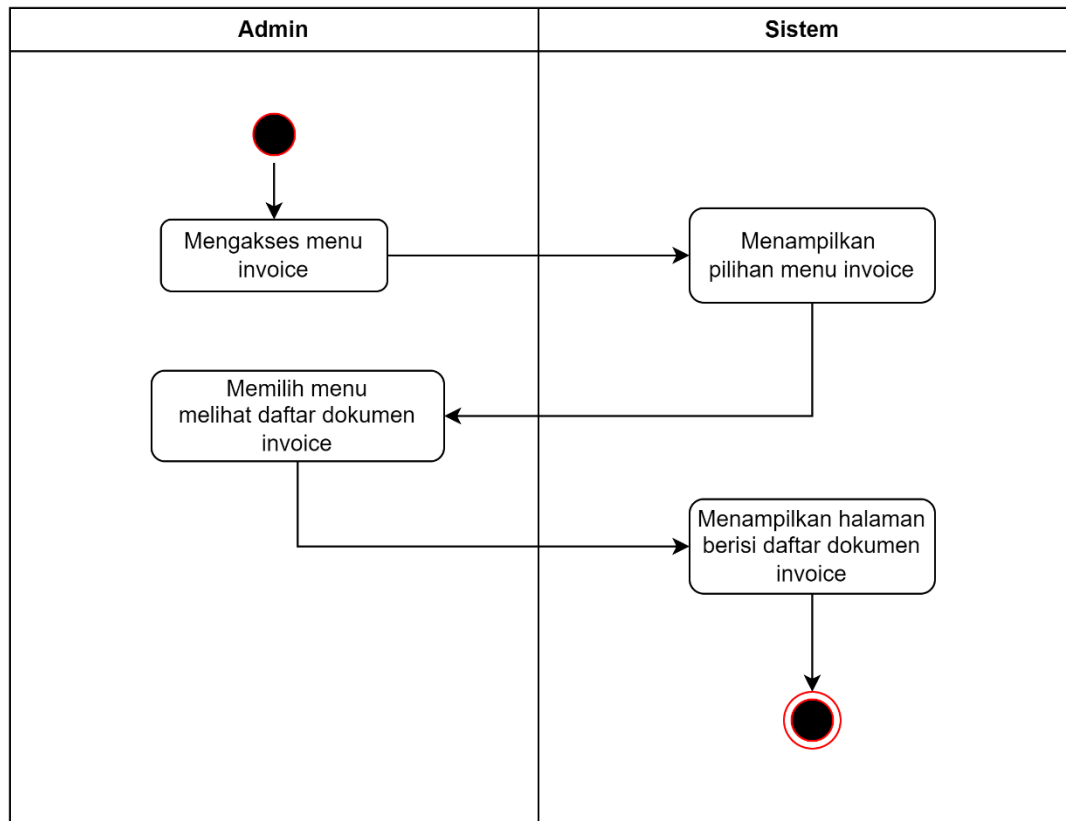 Admin
Sistem
Mengakses menu
invoice
Menampilkan
pilihan menu invoice
Memilih menu
melihat daftar dokumen
invoice
Menampilkan halaman
berisi daftar dokumen
invoice